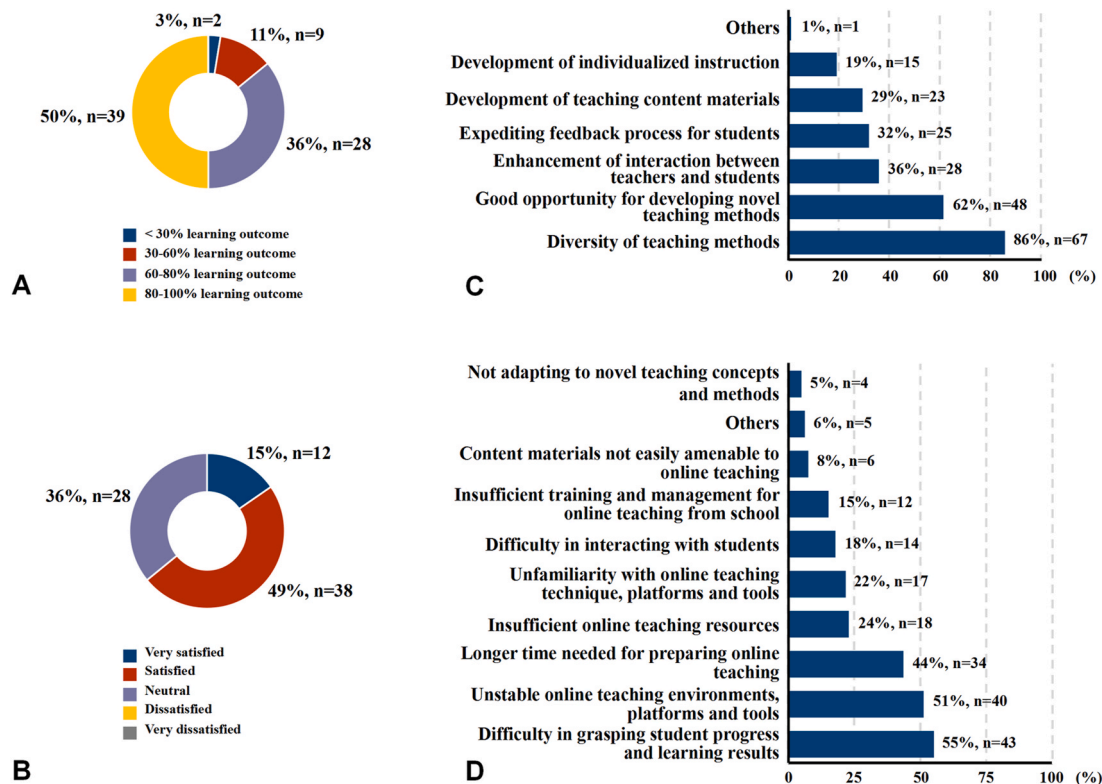 3%, n=2
11%, n=9
50%, n=39
36%, n=28
< 30% learning outcome
30-60% learning outcome
60-80% learning outcome
80-100% learning outcome
A
Others
1%, n=1
Development of individualized instruction
19%, n=15
Development of teaching content materials
29%, n=23
Expediting feedback process for students
32%, n=25
Enhancement of interaction between
teachers and students
36%, n=28
Good opportunity for developing novel
teaching methods
62%, n=48
Diversity of teaching methods
86%, n=67
0 20 40 60 80 100 (%)
C
15%, n=12
36%, n=28
49%, n=38
Very satisfied
Satisfied
Neutral
Dissatisfied
Very dissatisfied
B
Not adapting to novel teaching concepts
and methods
5%, n=4
Others
6%, n=5
Content materials not easily amenable to
online teaching
8%, n=6
Insufficient training and management for
online teaching from school
15%, n=12
Difficulty in interacting with students
18%, n=14
Unfamiliarity with online teaching
technique, platforms and tools
22%, n=17
Insufficient online teaching resources
24%, n=18
Longer time needed for preparing online
teaching
44%, n=34
Unstable online teaching environments,
platforms and tools
51%, n=40
Difficulty in grasping student progress
and learning results
55%, n=43
0 25 50 75 100 (%)
D